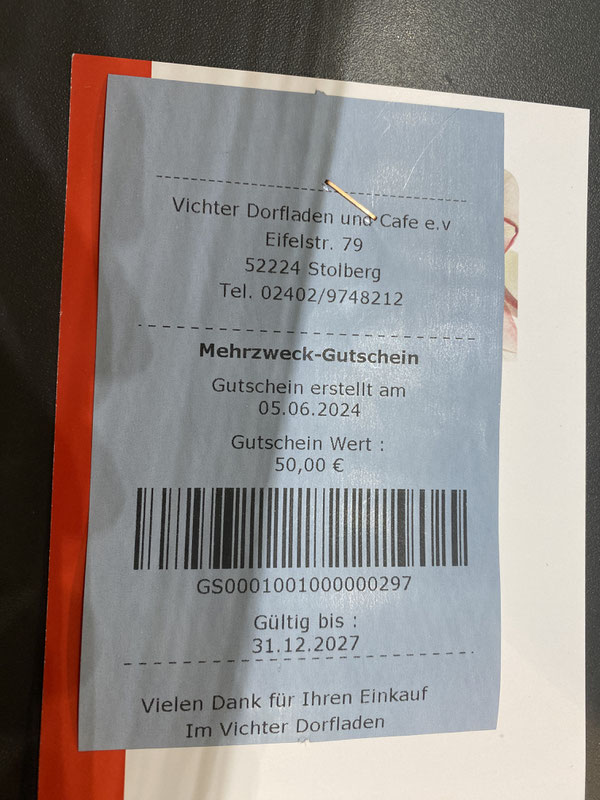 Vichter Dorfladen und Cafe e.v
Eifelstr. 79
52224 Stolberg
Tel. 02402/9748212
Mehrzweck-Gutschein
Gutschein erstellt am
05.06.2024
Gutschein Wert :
50,00 €
GS0001001000000297
Gültig bis :
31.12.2027
Vielen Dank für Ihren Einkauf
Im Vichter Dorfladen